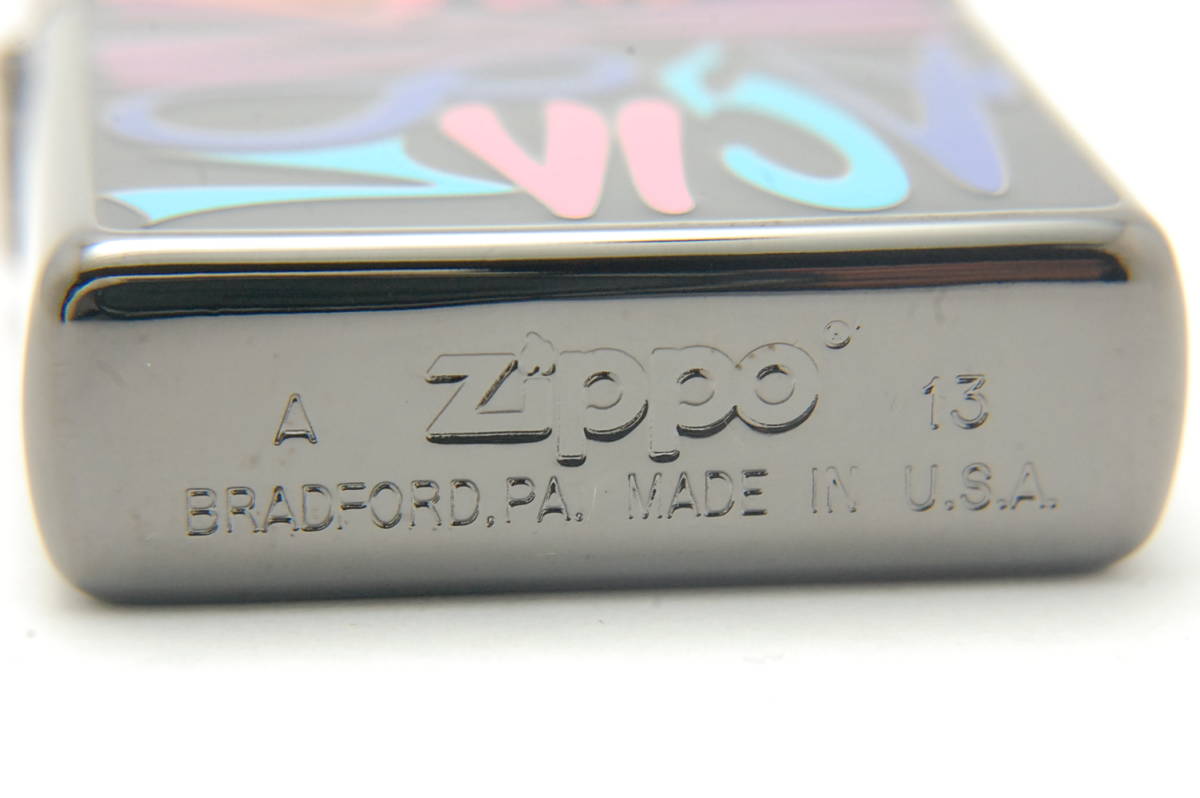 A Zippo® 13
BRADFORD, PA. MADE IN U.S.A.